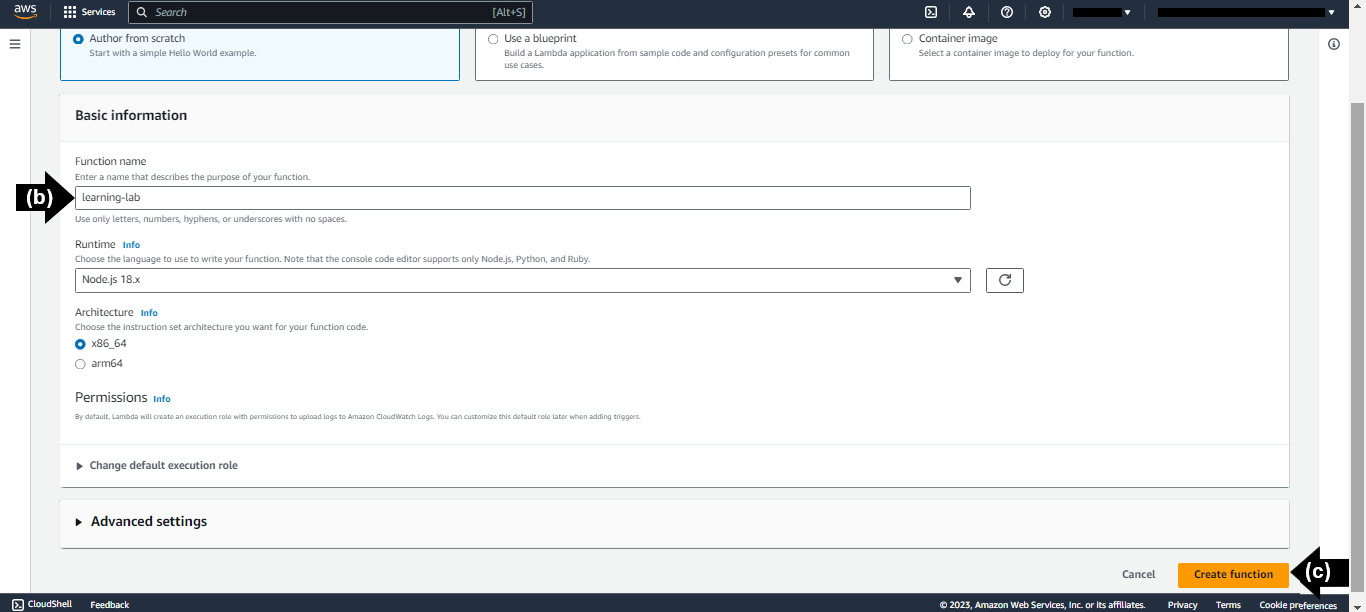 aws Services Search [Alt+S]
Author from scratch
Start with a simple Hello World example.
Use a blueprint
Build a Lambda application from sample code and configuration presets for common
use cases.
Container image
Select a container image to deploy for your function.
Basic information
Function name
Enter a name that describes the purpose of your function.
(b) learning-lab
Use only letters, numbers, hyphens, or underscores with no spaces.
Runtime Info
Choose the language to use to write your function. Note that the console code editor supports only Node.js, Python, and Ruby.
Node.js 18.x
Architecture Info
Choose the instruction set architecture you want for your function code.
x86_64
arm64
Permissions Info
By default, Lambda will create an execution role with permissions to upload logs to Amazon CloudWatch Logs. You can customize this default role later when adding triggers.
Change default execution role
Advanced settings
Cancel Create function (c)
CloudShell Feedback © 2023, Amazon Web Services, Inc. or its affiliates. Privacy Terms Cookie preferences